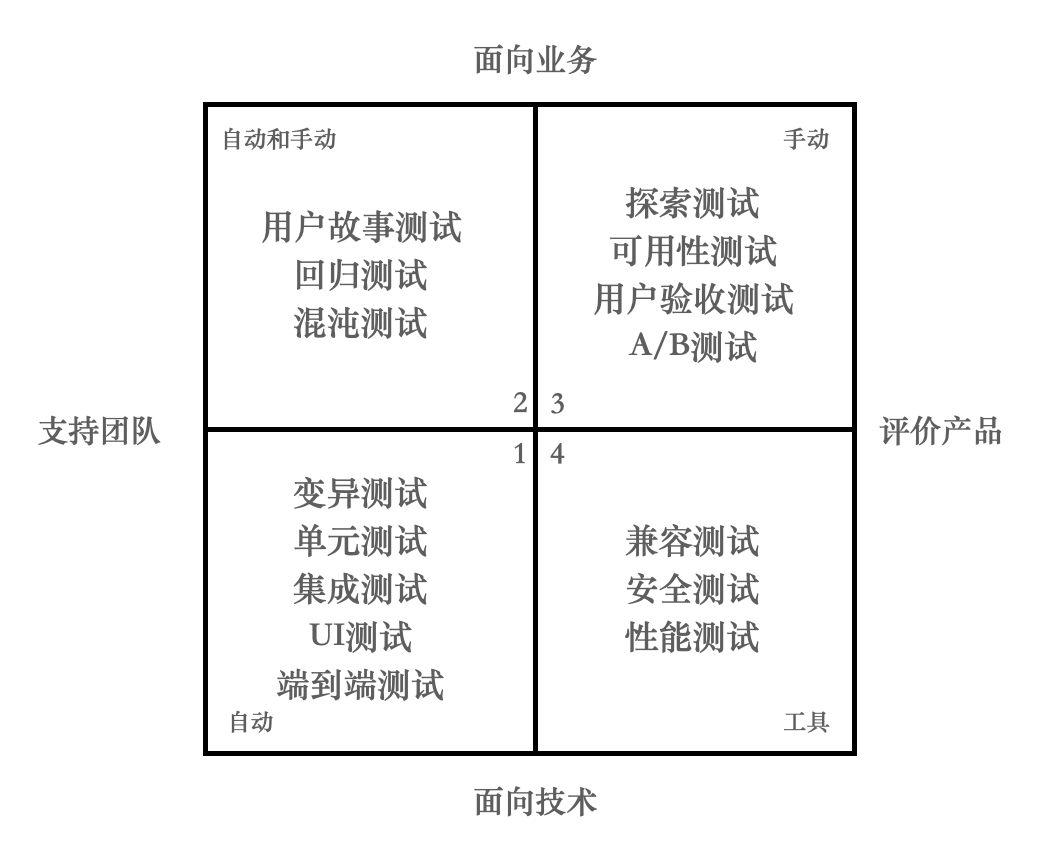 面向业务
自动和手动
手动
用户故事测试
回归测试
混沌测试
探索测试
可用性测试
用户验收测试
A/B测试
2
3
支持团队
评价产品
1
4
变异测试
单元测试
集成测试
UI测试
端到端测试
自动
兼容测试
安全测试
性能测试
工具
面向技术